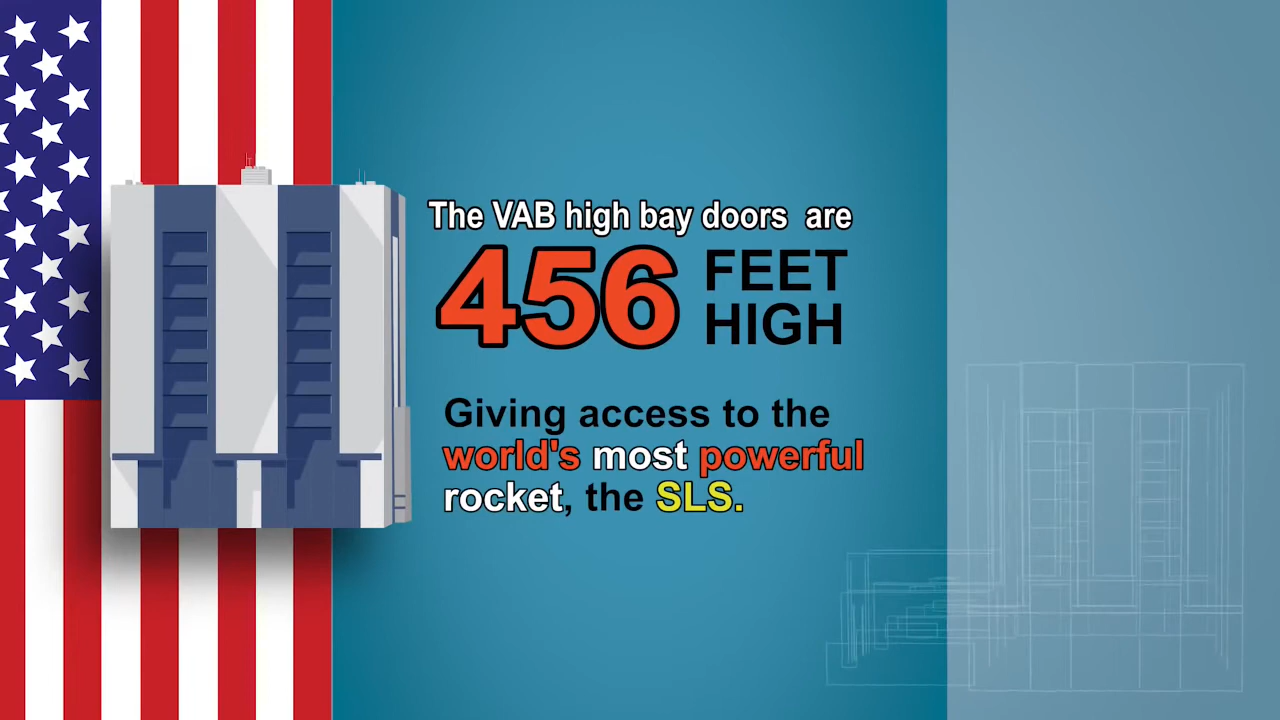 The VAB high bay doors are
456 FEET
HIGH
Giving access to the
world's most powerful
rocket, the SLS.